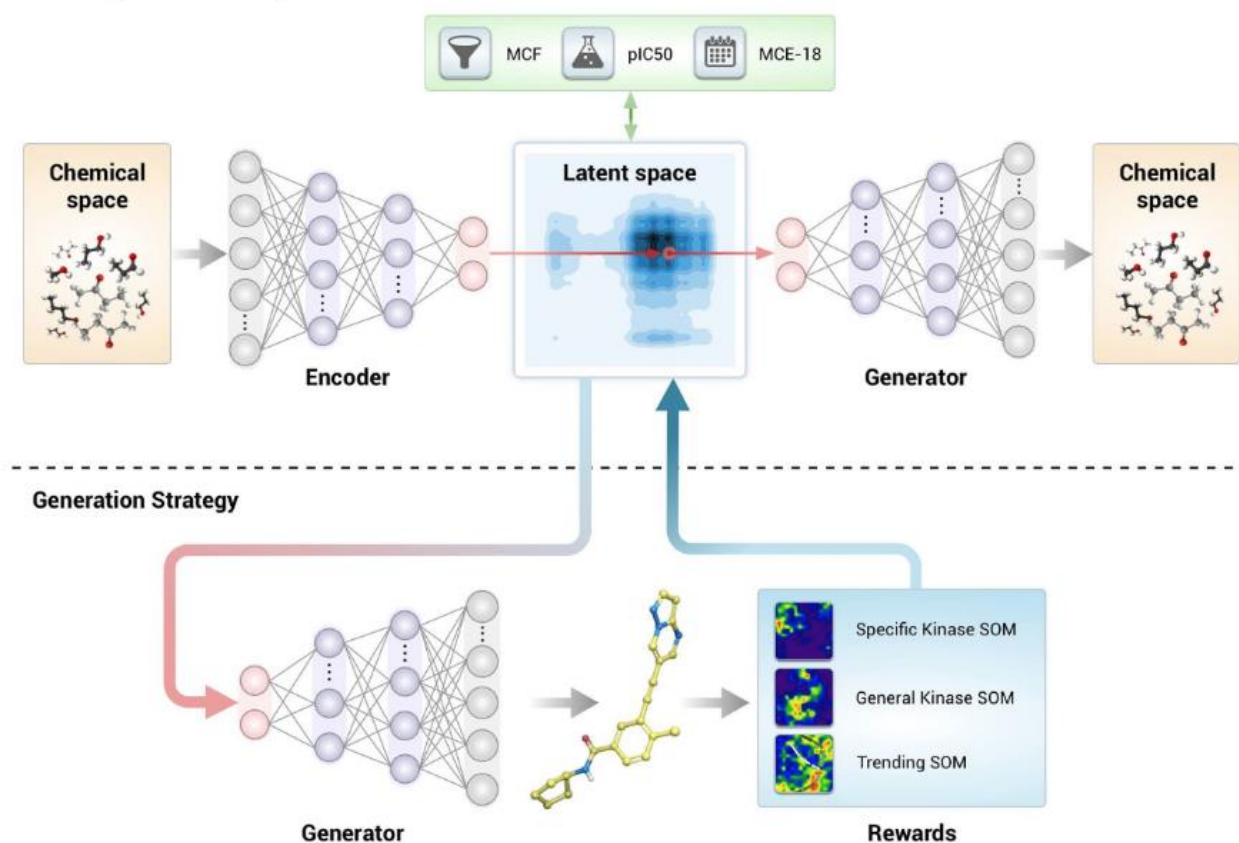 MCF
pIC50
MCE-18
Chemical
space
Latent space
Chemical
space
Encoder
Generator
Generation Strategy
Specific Kinase SOM
General Kinase SOM
Trending SOM
Generator
Rewards